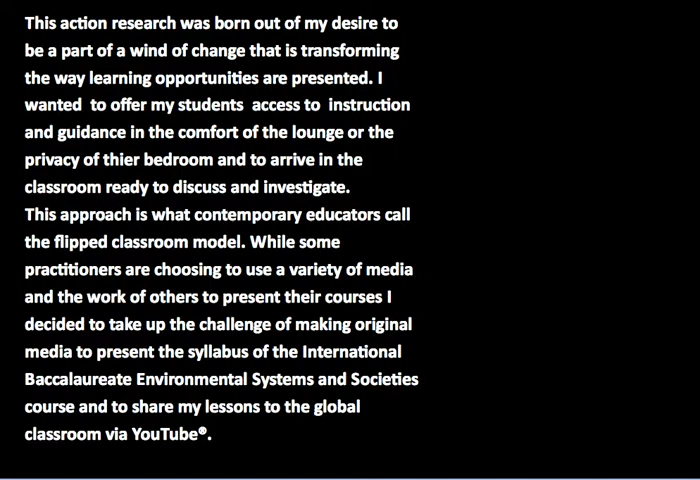 This action research was born out of my desire to
be a part of a wind of change that is transforming
the way learning opportunities are presented. I
wanted  to offer my students  access to  instruction
and guidance in the comfort of the lounge or the
privacy of thier bedroom and to arrive in the
classroom ready to discuss and investigate.
This approach is what contemporary educators call
the flipped classroom model. While some
practitioners are choosing to use a variety of media
and the work of others to present their courses I
decided to take up the challenge of making original
media to present the syllabus of the International
Baccalaureate Environmental Systems and Societies
course and to share my lessons to the global
classroom via YouTube®.